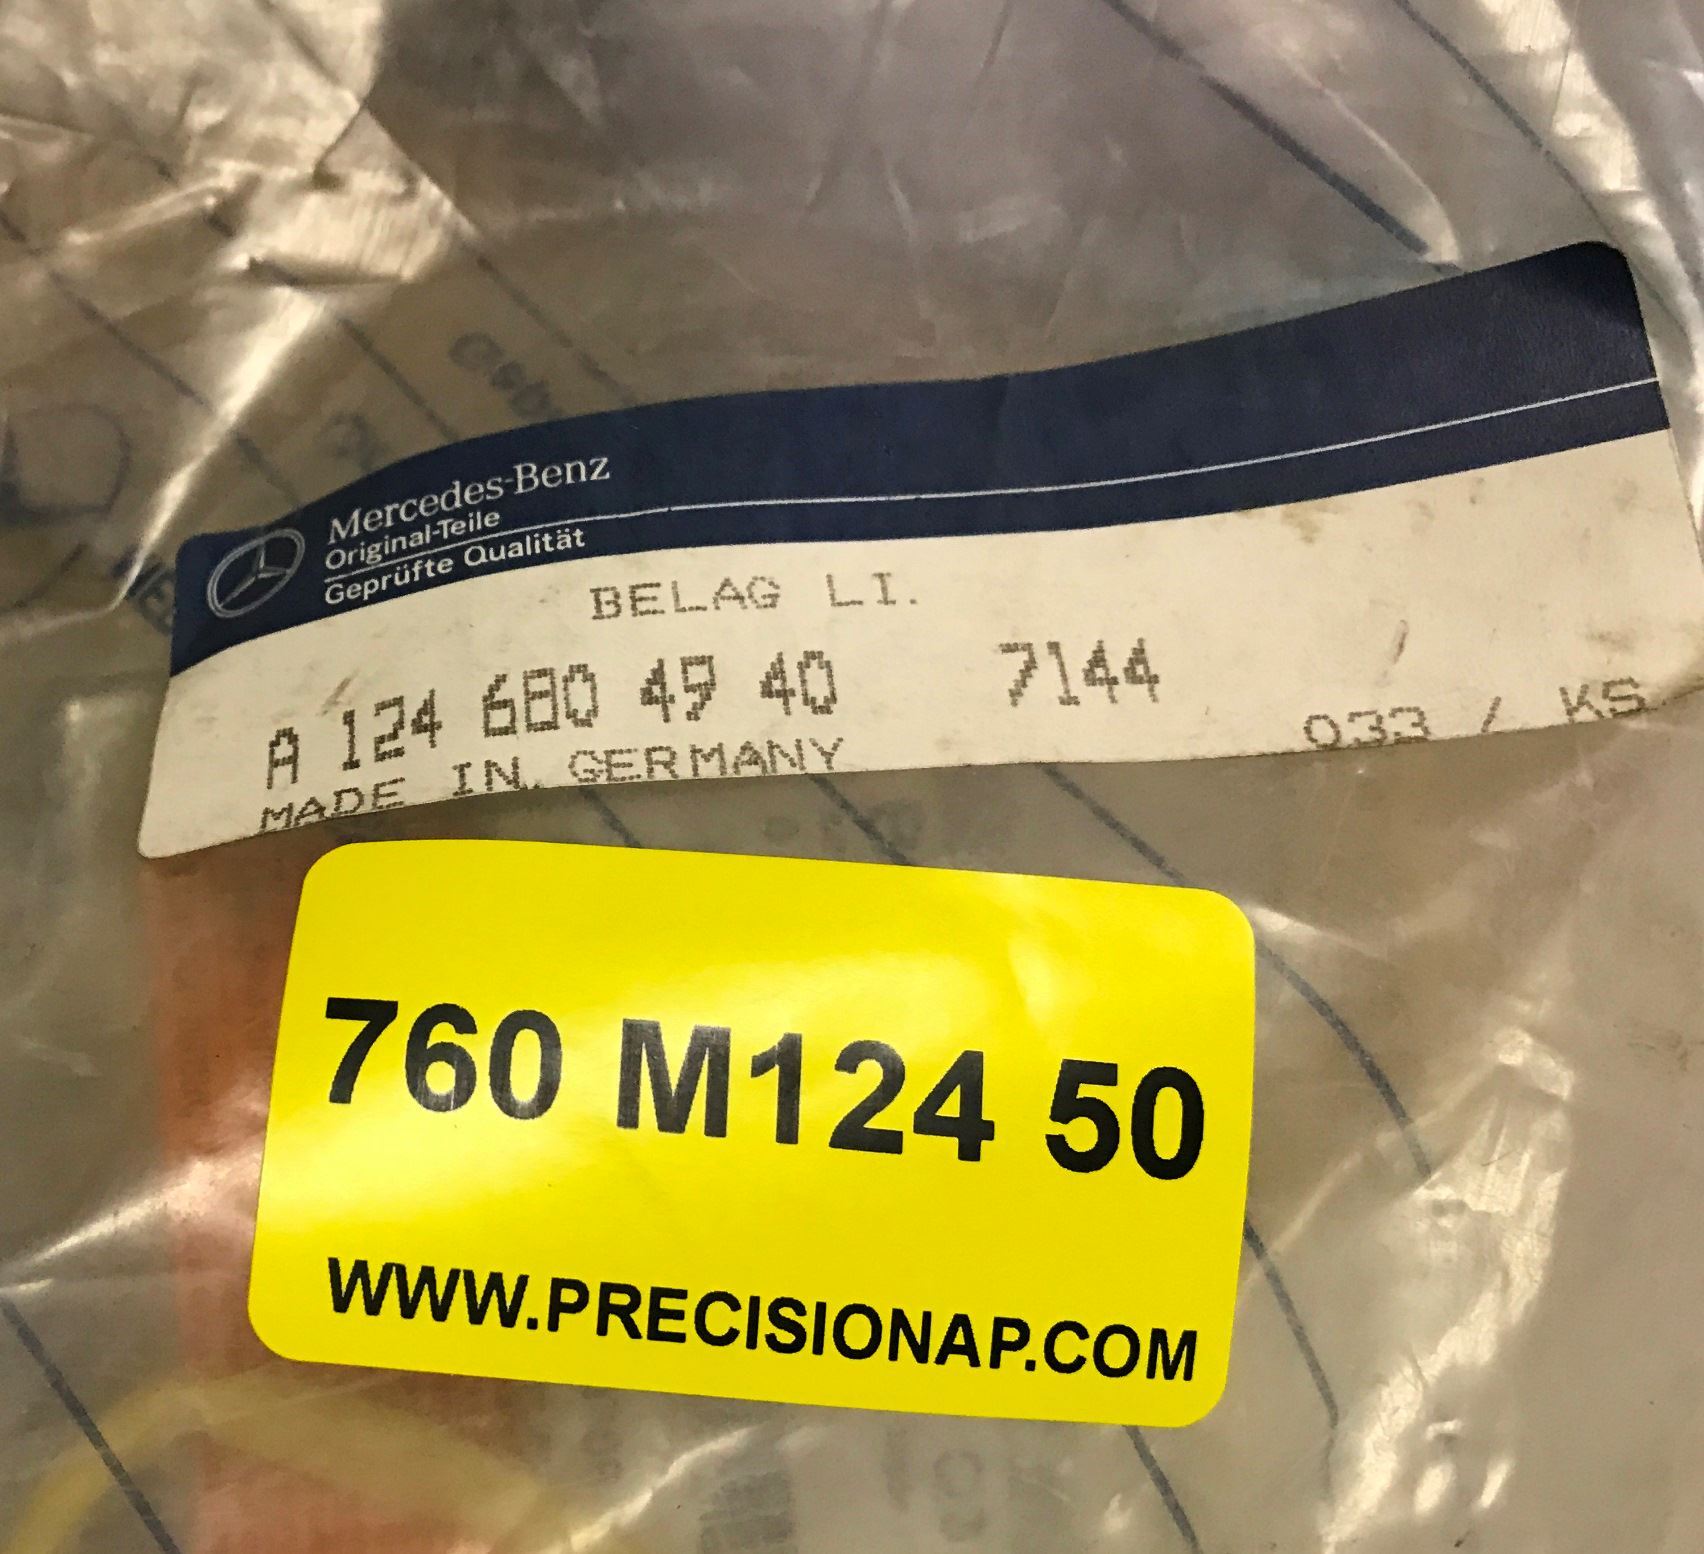 Mercedes-Benz
Original-Teile
Geprüfte Qualität
BELAG LI.
A 124 680 49 40 7144
MADE IN GERMANY 033 / KS
760 M124 50
WWW.PRECISIONAP.COM